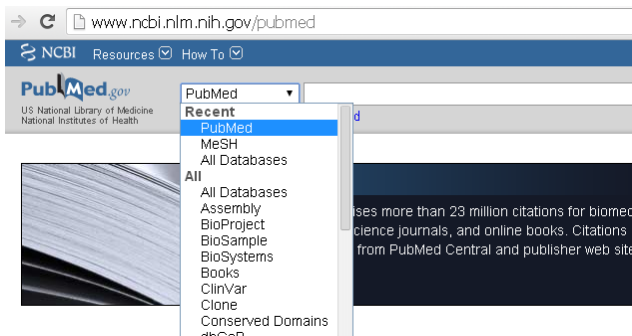 www.ncbi.nlm.nih.gov/pubmed
NCBI Resources How To
PubMed.gov
US National Library of Medicine
National Institutes of Health
PubMed
Recent
PubMed
MeSH
All Databases
All
All Databases
Assembly
BioProject
BioSample
BioSystems
Books
ClinVar
Clone
Conserved Domains
d
ises more than 23 million citations for biomed
cience journals, and online books. Citations
from PubMed Central and publisher web site